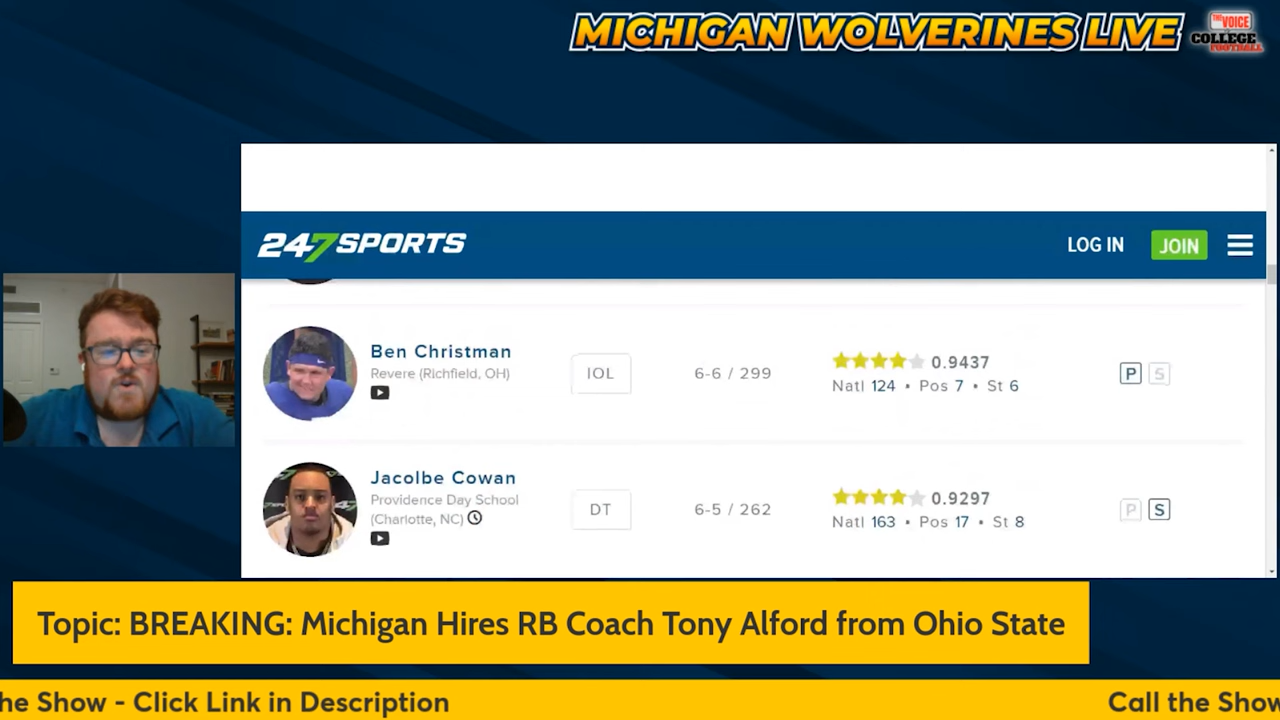 MICHIGAN WOLVERINES LIVE
THE VOICE
COLLEGE
FOOTBALL
247SPORTS
LOG IN
JOIN
Ben Christman
Revere (Richfield, OH)
IOL
6-6 / 299
0.9437
Natl 124 • Pos 7 • St 6
P S
Jacolbe Cowan
Providence Day School
(Charlotte, NC)
DT
6-5 / 262
0.9297
Natl 163 • Pos 17 • St 8
P S
Topic: BREAKING: Michigan Hires RB Coach Tony Alford from Ohio State
he Show - Click Link in Description
Call the Show